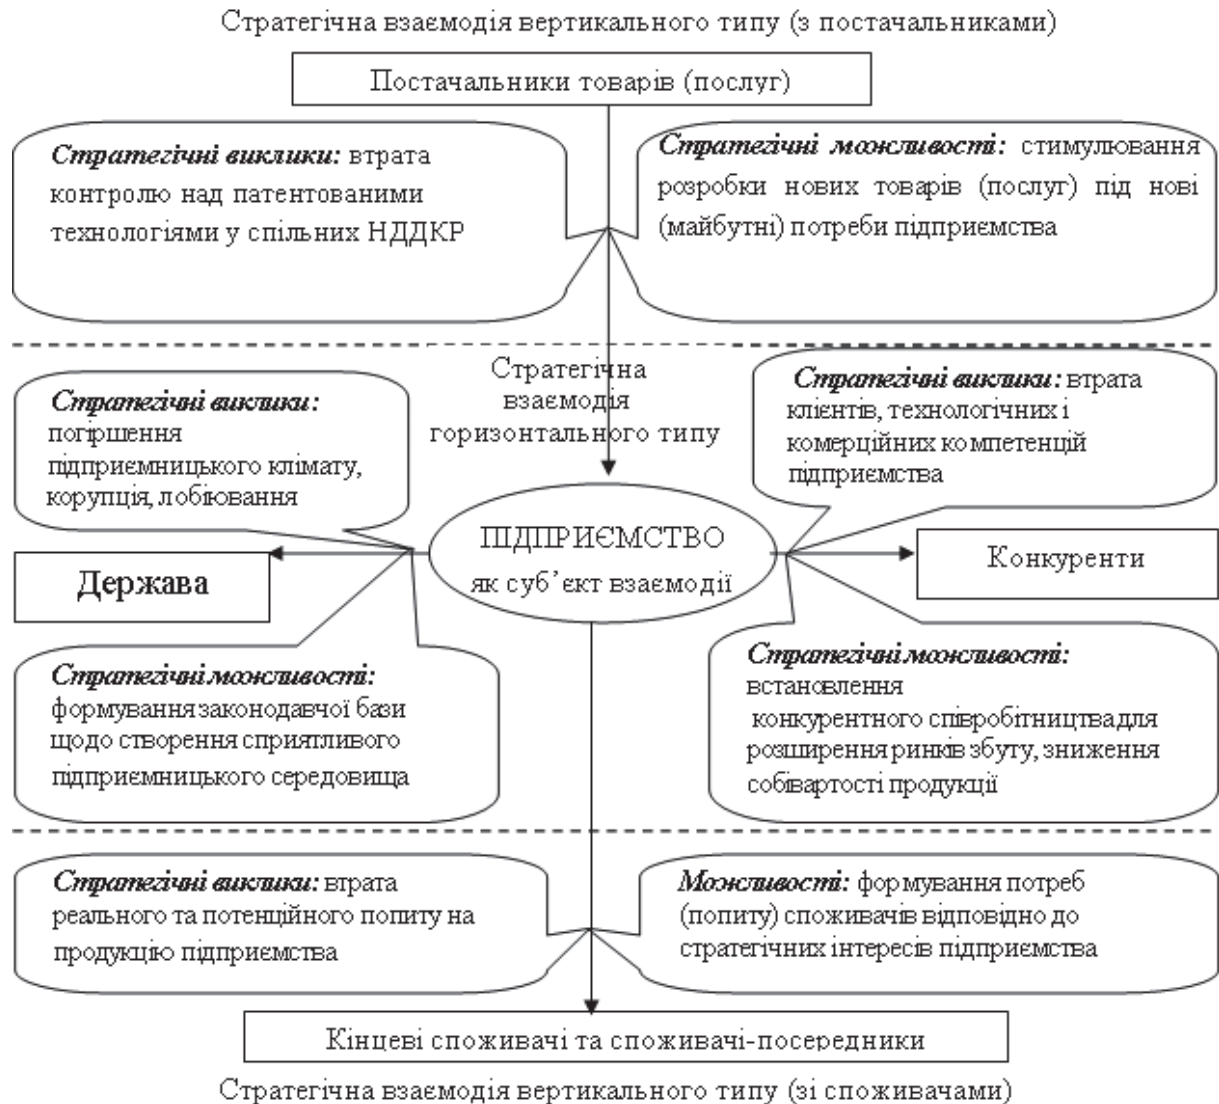 Стратегічна взаємодія вертикального типу (з постачальниками)
Постачальники товарів (послуг)
Стратегічні виклики: втрата
контролю над патентованими
технологіями у спільних НДДКР
Стратегічні можливості: стимулювання
розробки нових товарів (послуг) під нові
(майбутні) потреби підприємства
Стратегічна
взаємодія
горизонтального типу
Стратегічні виклики:
погіршення
підприємницького клімату,
корупція, лобіювання
Стратегічні виклики: втрата
клієнтів, технологічних і
комерційних компетенцій
підприємства
ПІДПРИЄМСТВО
як суб’єкт взаємодії
Держава
Конкуренти
Стратегічні можливості:
формування законодавчої бази
щодо створення сприятливого
підприємницького середовища
Стратегічні можливості:
встановлення
конкурентного співробітництва для
розширення ринків збуту, зниження
собівартості продукції
Стратегічні виклики: втрата
реального та потенційного попиту на
продукцію підприємства
Можливості: формування потреб
(попиту) споживачів відповідно до
стратегічних інтересів підприємства
Кінцеві споживачі та споживачі-посередники
Стратегічна взаємодія вертикального типу (зі споживачами)